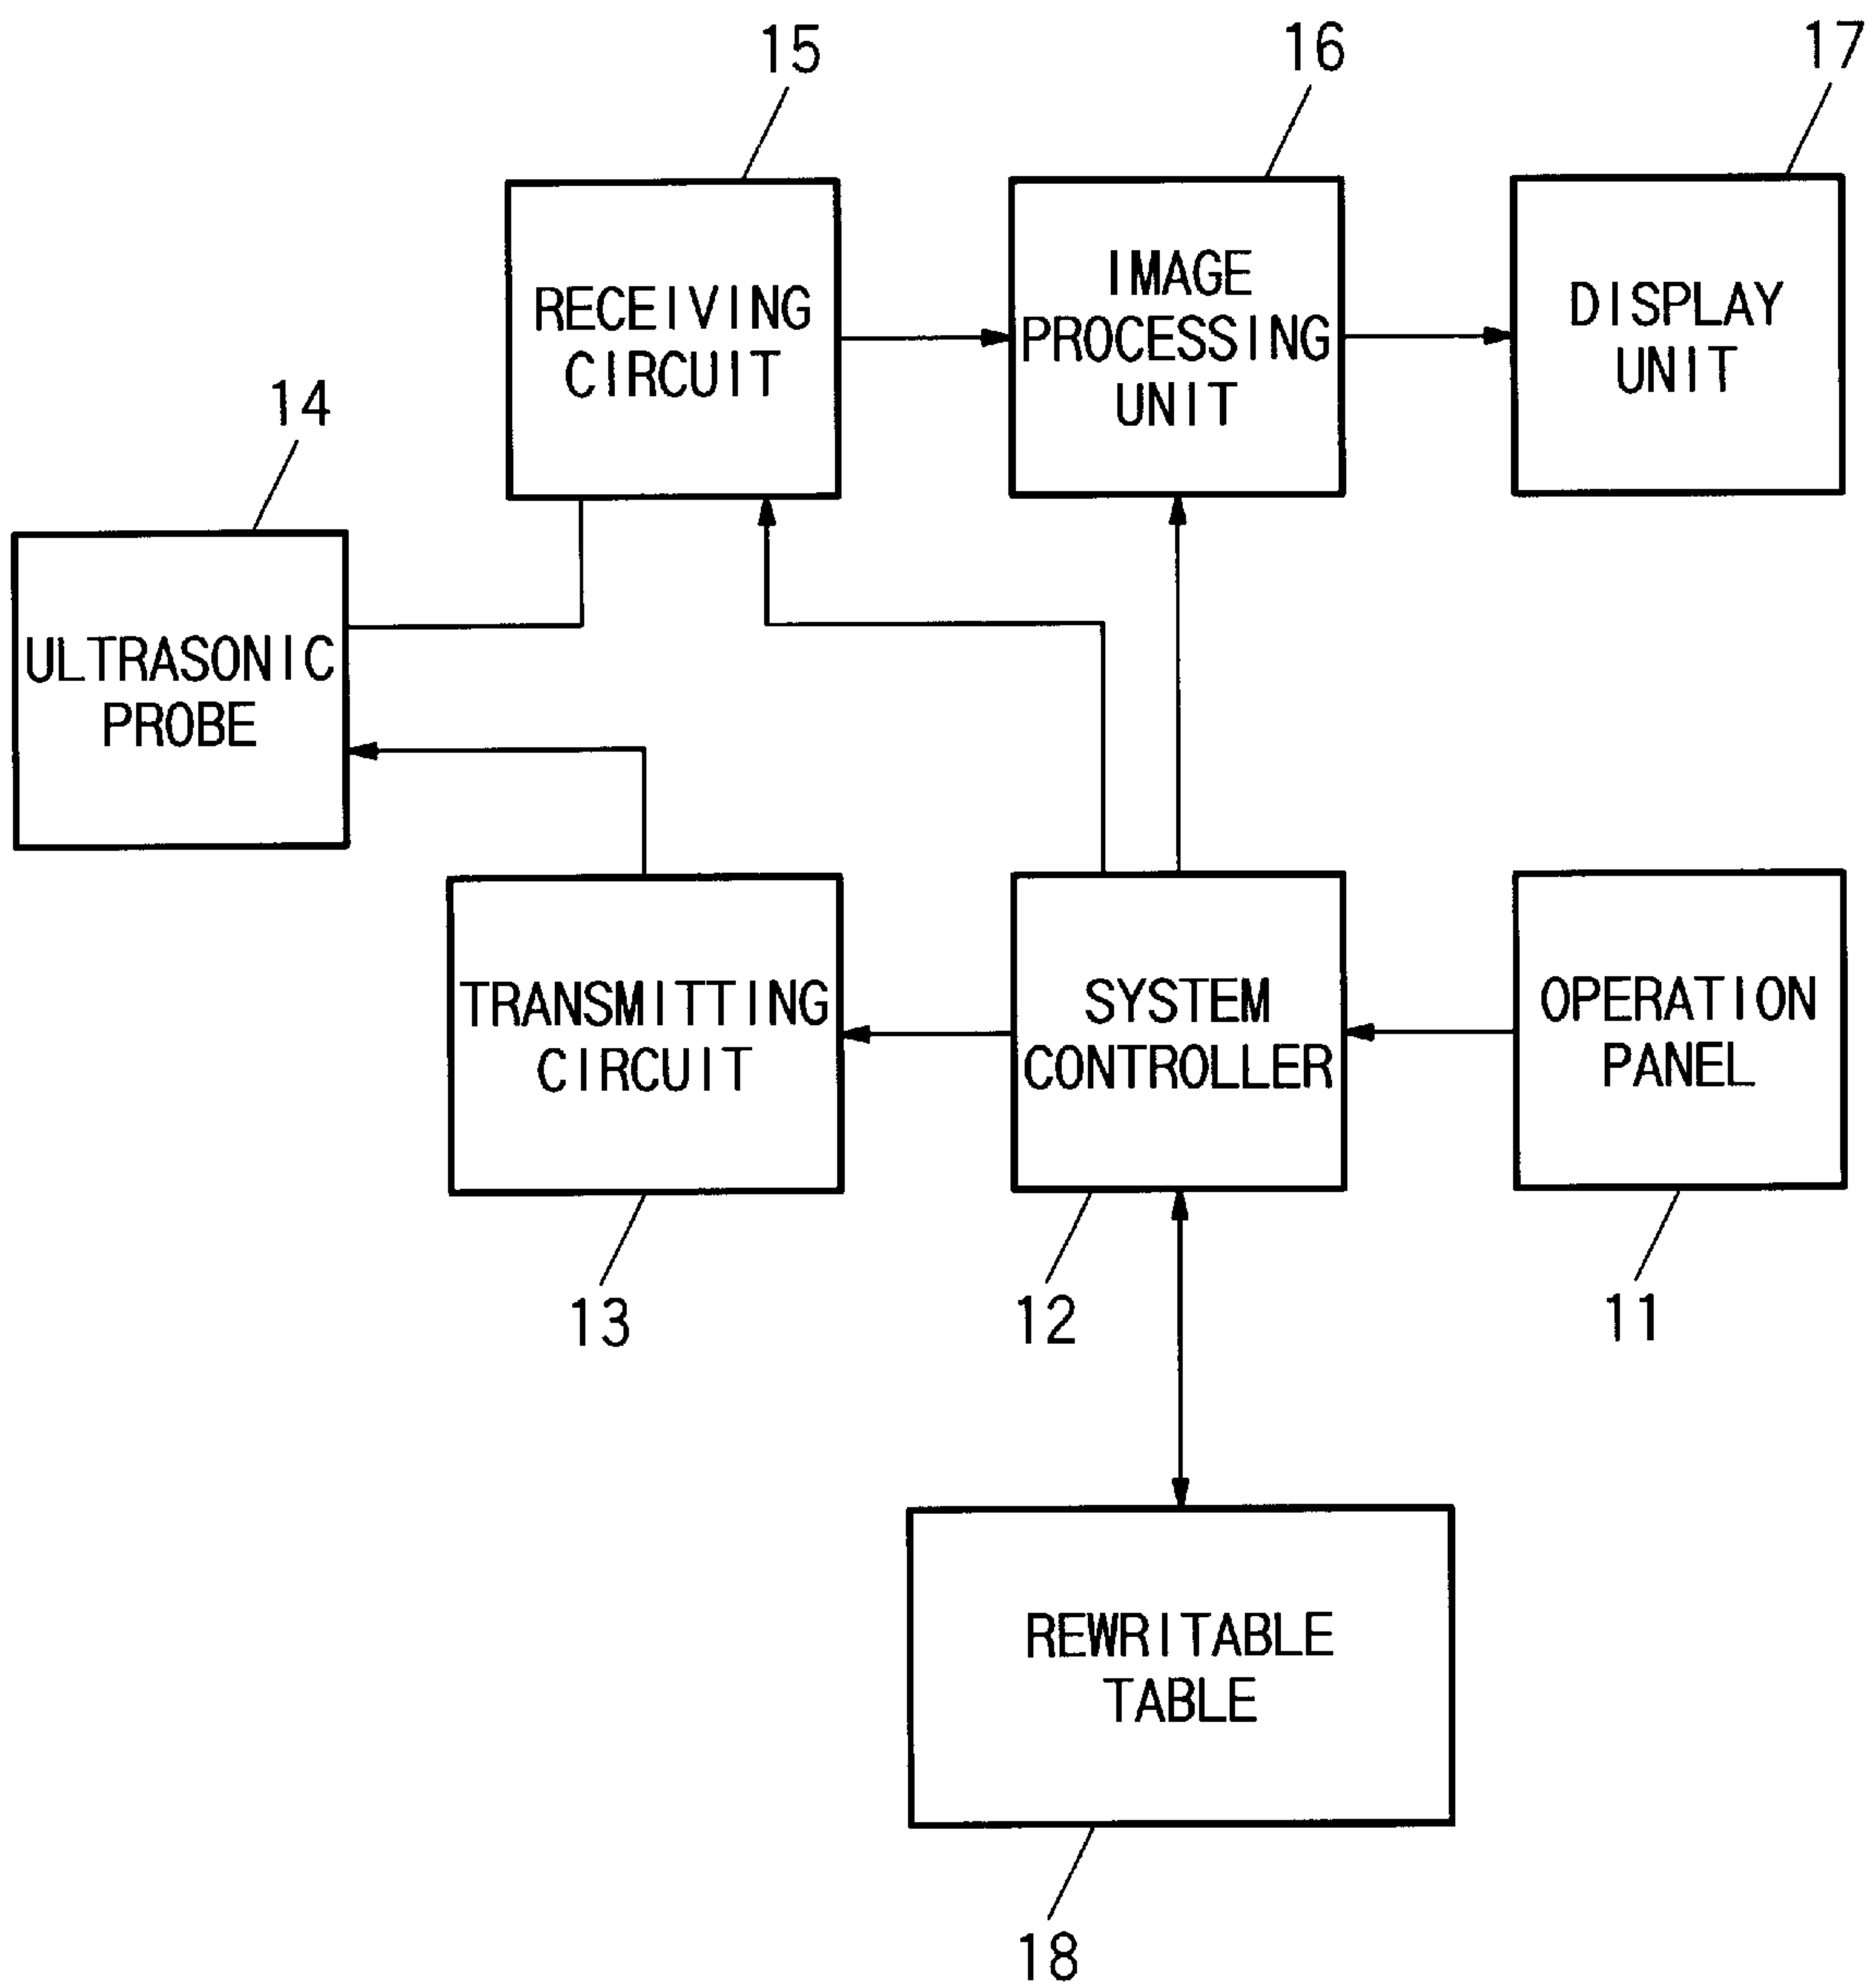 15
16
17
RECEIVING
CIRCUIT
IMAGE
PROCESSING
UNIT
DISPLAY
UNIT
14
ULTRASONIC
PROBE
TRANSMITTING
CIRCUIT
SYSTEM
CONTROLLER
OPERATION
PANEL
13
12
11
REWRITABLE
TABLE
18